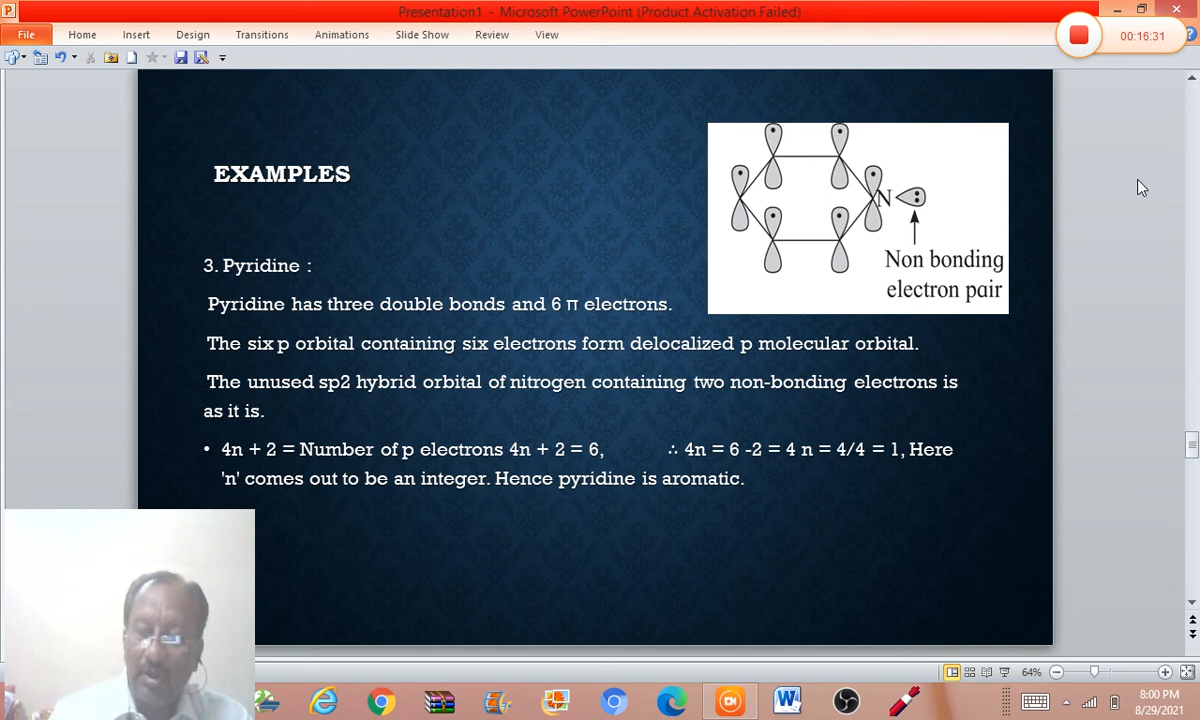 Presentation1 - Microsoft PowerPoint (Product Activation Failed)
File Home Insert Design Transitions Animations Slide Show Review View
00:16:31
EXAMPLES
N
Non bonding
electron pair
3. Pyridine :
Pyridine has three double bonds and 6 π electrons.
The six p orbital containing six electrons form delocalized p molecular orbital.
The unused sp2 hybrid orbital of nitrogen containing two non-bonding electrons is
as it is.
• 4n + 2 = Number of p electrons 4n + 2 = 6, ∴ 4n = 6 -2 = 4 n = 4/4 = 1, Here
'n' comes out to be an integer. Hence pyridine is aromatic.
64%
8:00 PM
8/29/2021